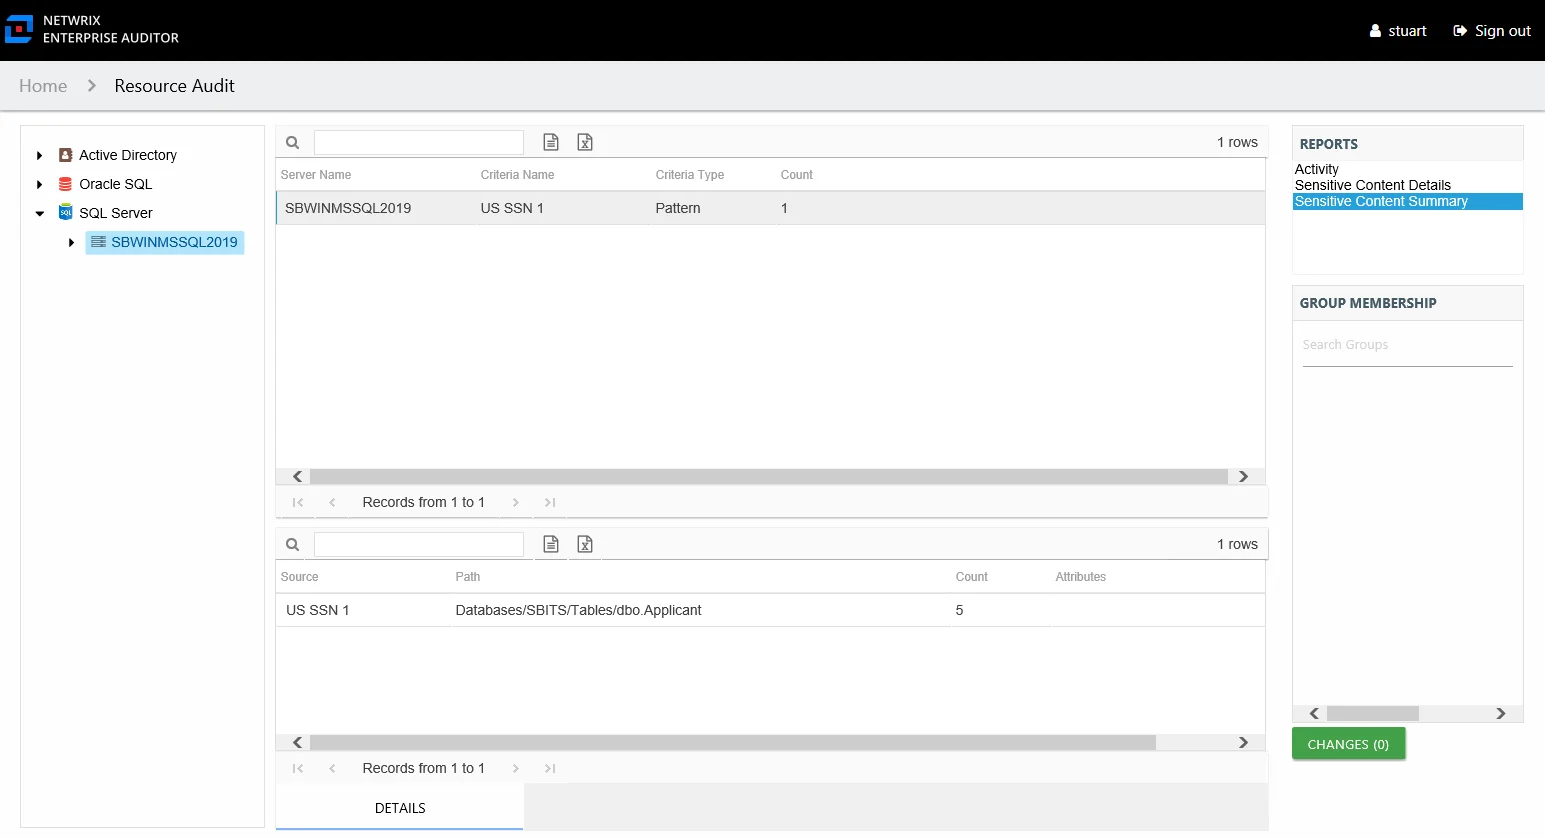 NETWRIX
ENTERPRISE AUDITOR
stuart
Sign out
Home > Resource Audit
Active Directory
Oracle SQL
SQL Server
SBWINMSSQL2019
1 rows
Server Name Criteria Name Criteria Type Count
SBWINMSSQL2019 US SSN 1 Pattern 1
Records from 1 to 1
1 rows
Source Path Count Attributes
US SSN 1 Databases/SBITS/Tables/dbo.Applicant 5
Records from 1 to 1
DETAILS
REPORTS
Activity
Sensitive Content Details
Sensitive Content Summary
GROUP MEMBERSHIP
Search Groups
CHANGES (0)